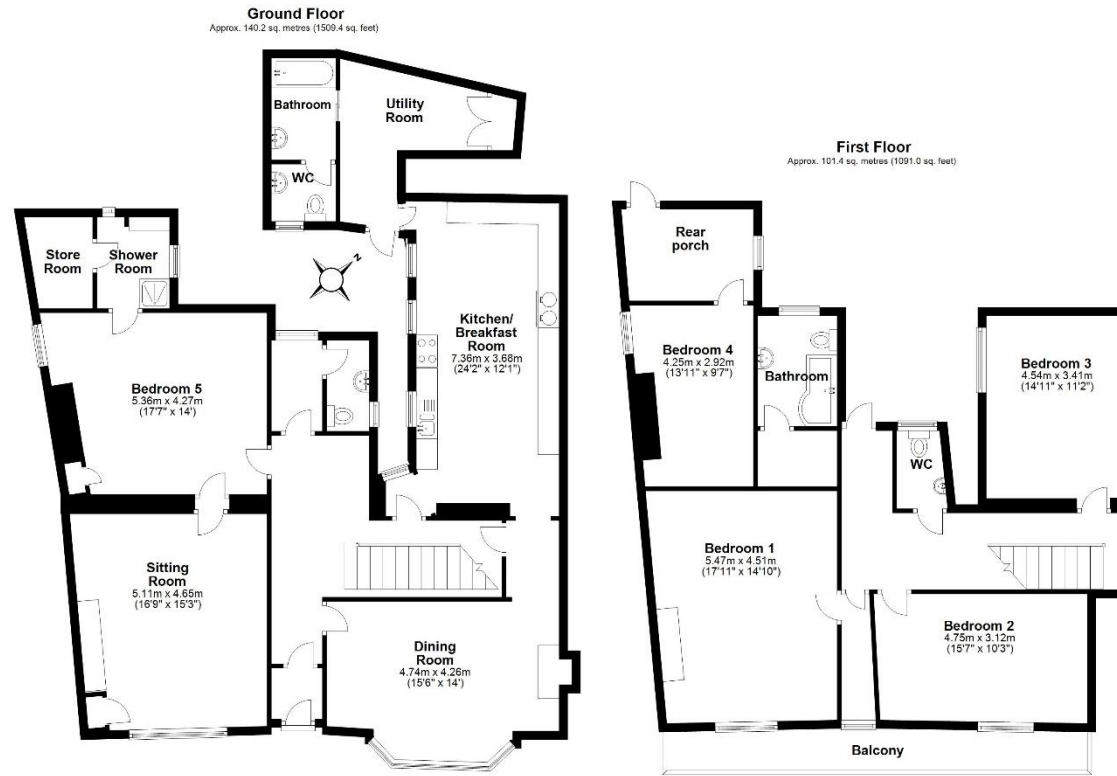 Ground Floor
Approx. 140.2 sq. metres (1509.4 sq. feet)
Bathroom
Utility
Room
WC
Store
Room
Shower
Room
N
Kitchen/
Breakfast
Room
7.36m x 3.68m
(24'2" x 12'1")
Bedroom 5
5.36m x 4.27m
(17'7" x 14')
Sitting
Room
5.11m x 4.65m
(16'9" x 15'3")
Dining
Room
4.74m x 4.26m
(15'6" x 14')
First Floor
Approx. 101.4 sq. metres (1091.0 sq. feet)
Rear
porch
Bedroom 4
4.25m x 2.92m
(13'11" x 9'7")
Bathroom
Bedroom 3
4.54m x 3.41m
(14'11" x 11'2")
WC
Bedroom 1
5.47m x 4.51m
(17'11" x 14'10")
Bedroom 2
4.75m x 3.12m
(15'7" x 10'3")
Balcony